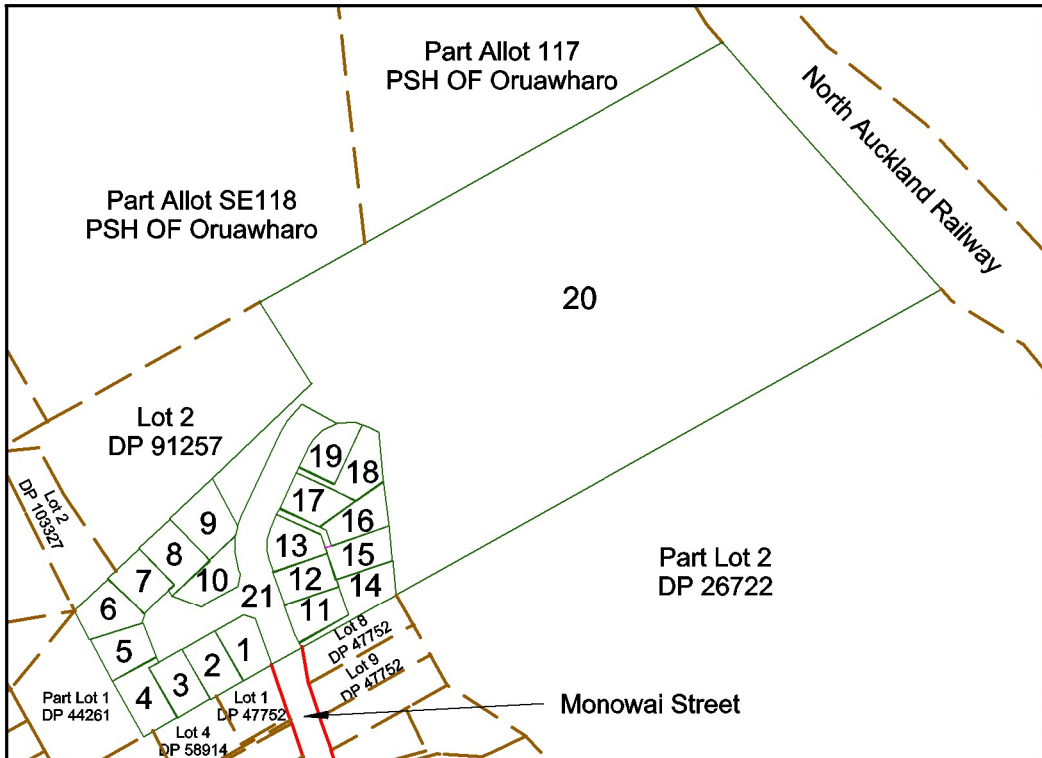 Part Allot 117
PSH OF Oruawharo
North Auckland Railway
Part Allot SE118
PSH OF Oruawharo
20
Lot 2
DP 91257
Lot 2
DP 103327
19
18
17
16
9
8
13
15
7
10
12
14
6
21
11
5
1
2
3
4
Part Lot 2
DP 26722
Lot 8
DP 47752
Lot 9
DP 47752
Part Lot 1
DP 44261
Lot 1
DP 47752
Lot 4
DP 58914
Monowai Street